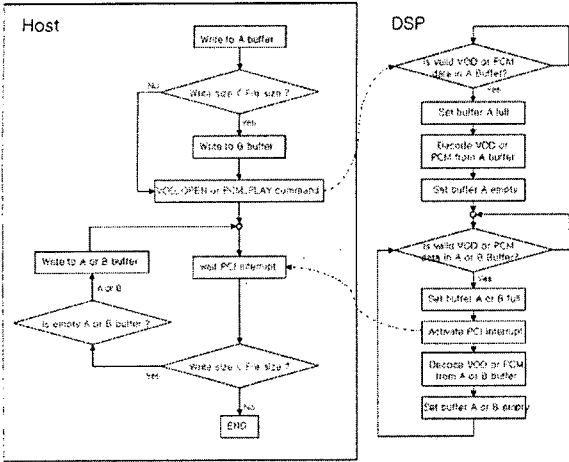 Host
Write to A buffer
Write size < File size ?
No
Yes
Write to B buffer
VOD_OPEN or PCM_PLAY command
Write to A or B buffer
A or B
wait PCI interrupt
Is empty A or B buffer ?
Write size < File size ?
Yes
No
END
DSP
Is valid VOD or PCM
data in A Buffer?
Yes
Set buffer A full
Decode VOD or
PCM from A buffer
Set buffer A empty
Is valid VOD or PCM
data in A or B Buffer?
Yes
Set buffer A or B full
Activate PCI interrupt
Decode VOD or PCM
from A or B buffer
Set buffer A or B empty